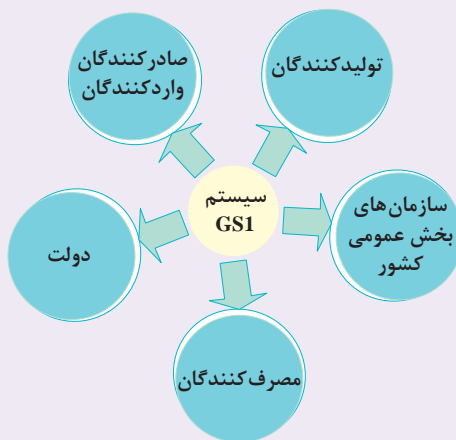 تولیدکنندگان
صادرکنندگان
واردکنندگان
سیستم
GS1
سازمان‌های
بخش عمومی
کشور
دولت
مصرف‌کنندگان